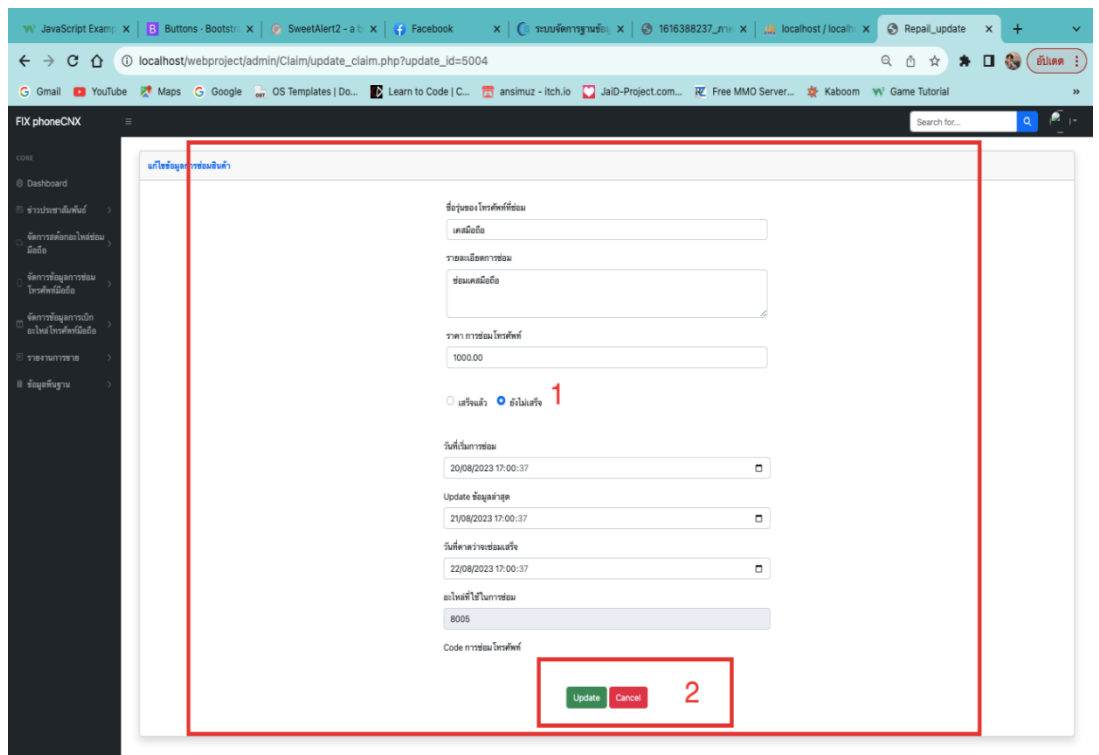 JavaScript Examp
Buttons - Bootstr
SweetAlert2 - a b
Facebook
ระบบจัดการฐานข้อมู
1616388237_ภา
localhost / localho
Repail_update
localhost/webproject/admin/Claim/update_claim.php?update_id=5004
อัปเดต
Gmail
YouTube
Maps
Google
OS Templates | Do...
Learn to Code | C...
ansimuz - itch.io
JaiD-Project.com...
Free MMO Server...
Kaboom
Game Tutorial
»
FIX phoneCNX
Search for...
CORE
Dashboard
ข่าวประชาสัมพันธ์
จัดการสต๊อกอะไหล่ซ่อม
มือถือ
จัดการข้อมูลการซ่อม
โทรศัพท์มือถือ
จัดการข้อมูลการเบิก
อะไหล่โทรศัพท์มือถือ
รายงานการขาย
ข้อมูลพื้นฐาน
แก้ไขข้อมูลการซ่อมสินค้า
ชื่อรุ่นของโทรศัพท์ที่ซ่อม
เคสมือถือ
รายละเอียดการซ่อม
ซ่อมเคสมือถือ
ราคา การซ่อมโทรศัพท์
1000.00
เสร็จแล้ว ยังไม่เสร็จ 1
วันที่เริ่มการซ่อม
20/08/2023 17:00:37
Update ข้อมูลล่าสุด
21/08/2023 17:00:37
วันที่คาดว่าจะซ่อมเสร็จ
22/08/2023 17:00:37
อะไหล่ที่ใช้ในการซ่อม
8005
Code การซ่อมโทรศัพท์
Update Cancel 2